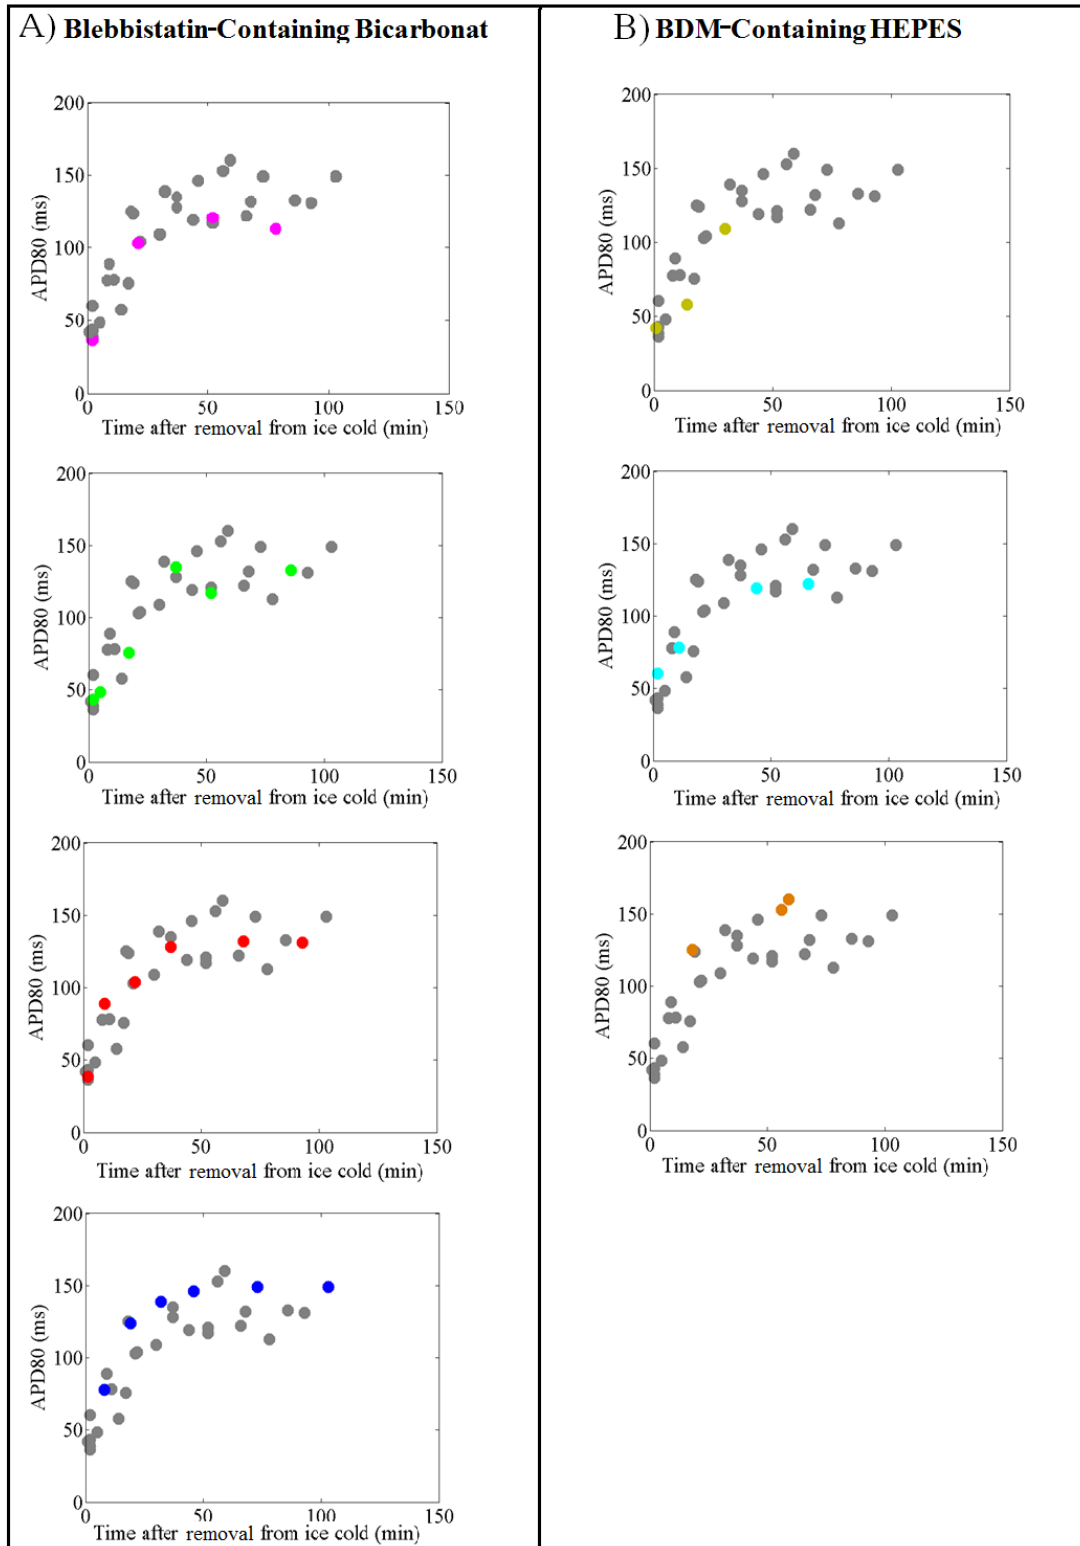 A) Blebbistatin-Containing Bicarbonat
200
150
100
50
0
APD80 (ms)
0 50 100 150
Time after removal from ice cold (min)
200
150
100
50
0
APD80 (ms)
0 50 100 150
Time after removal from ice cold (min)
200
150
100
50
0
APD80 (ms)
0 50 100 150
Time after removal from ice cold (min)
200
150
100
50
0
APD80 (ms)
0 50 100 150
Time after removal from ice cold (min)
B) BDM-Containing HEPES
200
150
100
50
0
APD80 (ms)
0 50 100 150
Time after removal from ice cold (min)
200
150
100
50
0
APD80 (ms)
0 50 100 150
Time after removal from ice cold (min)
200
150
100
50
0
APD80 (ms)
0 50 100 150
Time after removal from ice cold (min)